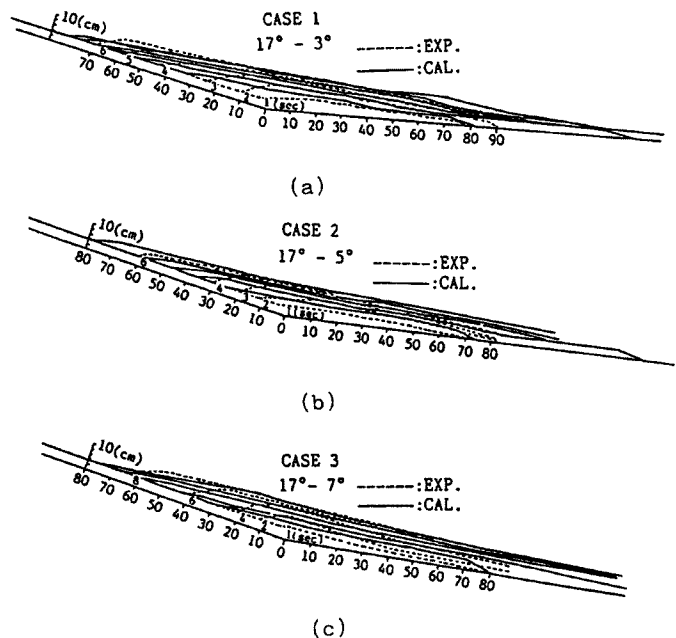 10(cm)
CASE 1
17° - 3°
------:EXP.
———:CAL.
6 5 4 3 2 1(sec)
70 60 50 40 30 20 10 0 10 20 30 40 50 60 70 80 90
(a)
10(cm)
CASE 2
17° - 5°
------:EXP.
———:CAL.
6 4 3 2 1(sec)
80 70 60 50 40 30 20 10 0 10 20 30 40 50 60 70 80
(b)
10(cm)
CASE 3
17°- 7°
------:EXP.
———:CAL.
8 6 4 2 1(sec)
80 70 60 50 40 30 20 10 0 10 20 30 40 50 60 70 80
(c)